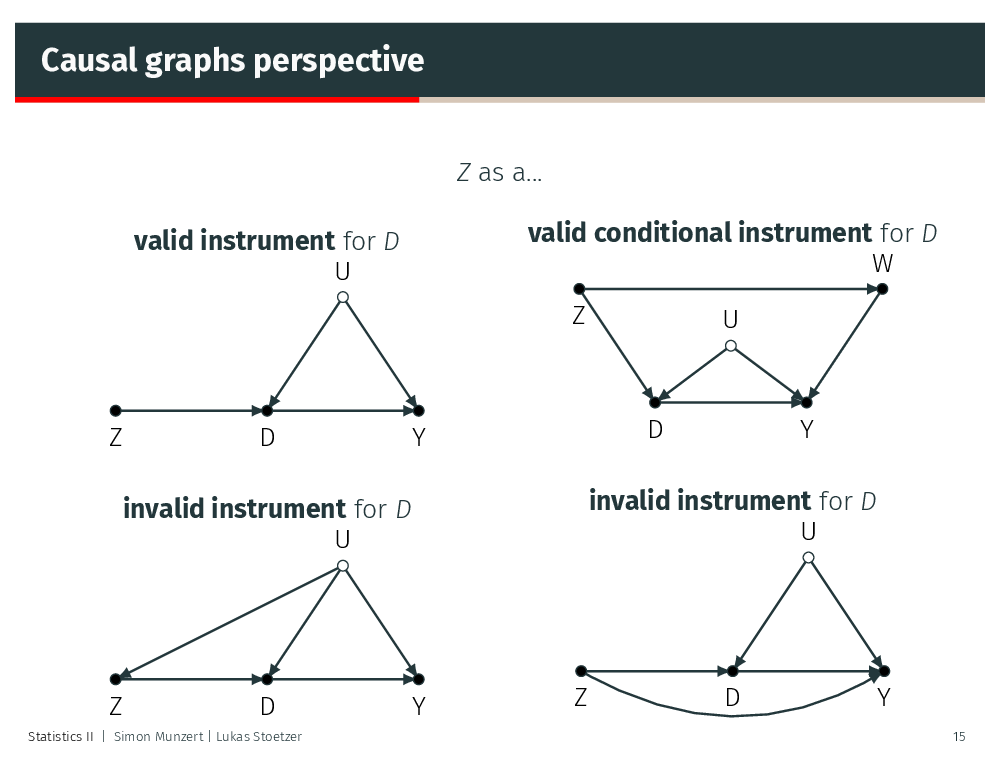 Causal graphs perspective
Z as a...
valid instrument for D
U
Z
D
Y
valid conditional instrument for D
W
Z
U
D
Y
invalid instrument for D
U
Z
D
Y
invalid instrument for D
U
Z
D
Y
Statistics II | Simon Munzert | Lukas Stoetzer
15